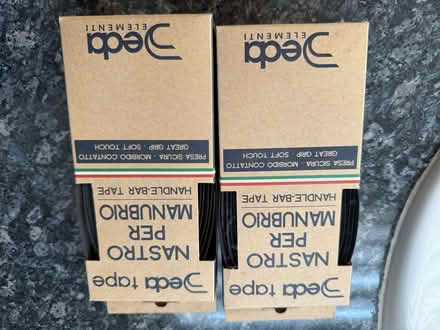 Deda tape
NASTRO
PER
MANUBRIO
HANDLE-BAR TAPE
PRESA SICURA - MORBIDO CONTATTO
GREAT GRIP - SOFT TOUCH
Deda
ELEMENTI
Deda tape
NASTRO
PER
MANUBRIO
HANDLE-BAR TAPE
PRESA SICURA - MORBIDO CONTATTO
GREAT GRIP - SOFT TOUCH
Deda
ELEMENTI